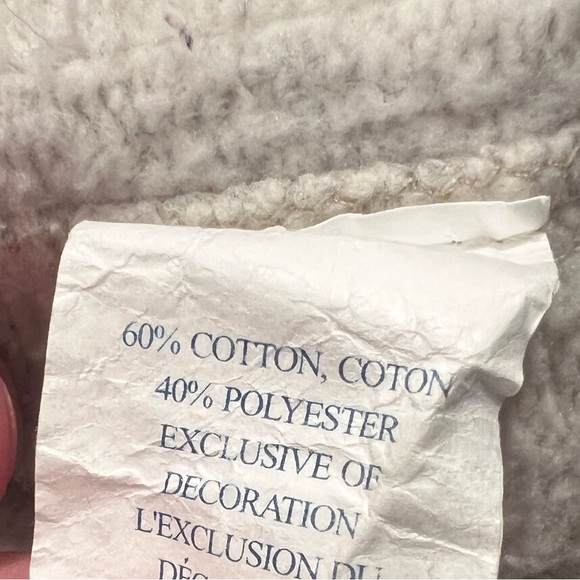 60% COTTON, COTON
40% POLYESTER
EXCLUSIVE OF
DECORATION
L'EXCLUSION DU